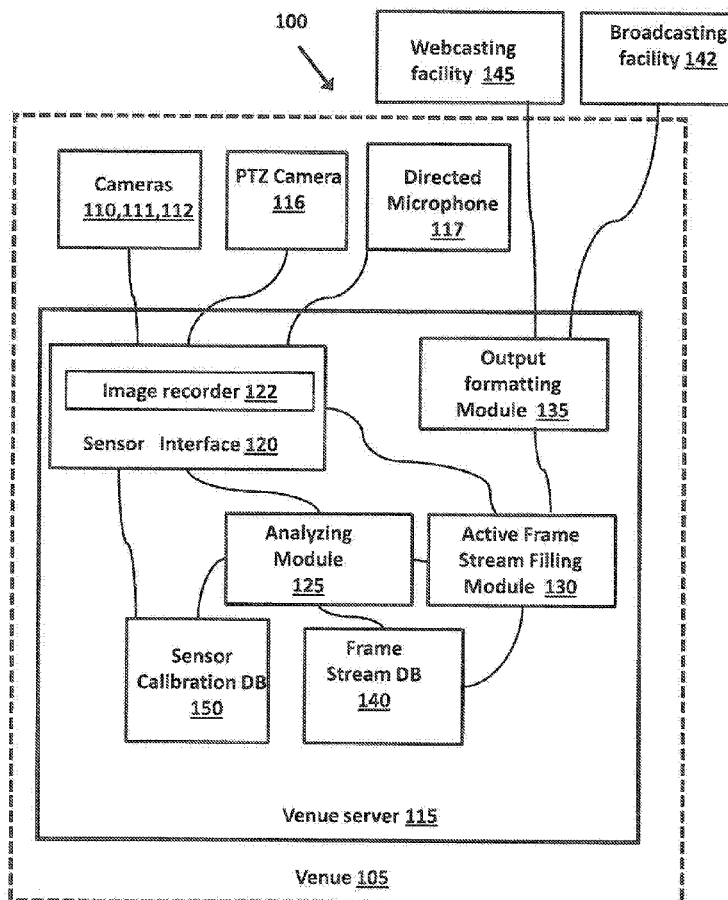 100
Webcasting
facility 145
Broadcasting
facility 142
Cameras
110,111,112
PTZ Camera
116
Directed
Microphone
117
Image recorder 122
Sensor Interface 120
Output
formatting
Module 135
Analyzing
Module
125
Active Frame
Stream Filling
Module 130
Sensor
Calibration DB
150
Frame
Stream DB
140
Venue server 115
Venue 105